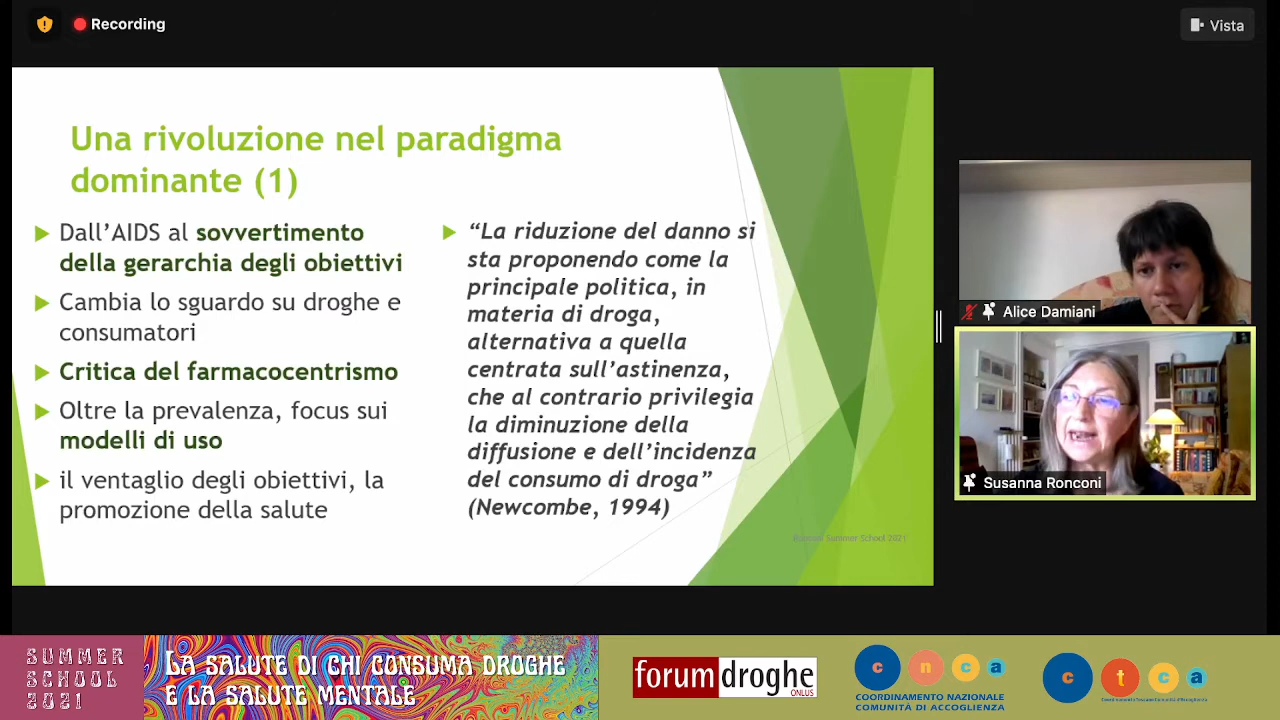 Recording
Vista
Una rivoluzione nel paradigma
dominante (1)
Dall’AIDS al sovvertimento
della gerarchia degli obiettivi
Cambia lo sguardo su droghe e
consumatori
Critica del farmacocentrismo
Oltre la prevalenza, focus sui
modelli di uso
il ventaglio degli obiettivi, la
promozione della salute
“La riduzione del danno si
sta proponendo come la
principale politica, in
materia di droga,
alternativa a quella
centrata sull’astinenza,
che al contrario privilegia
la diminuzione della
diffusione e dell’incidenza
del consumo di droga”
(Newcombe, 1994)
Summer School 2021
Alice Damiani
Susanna Ronconi
SUMMER
SCHOOL
2021
LA SALUTE DI CHI CONSUMA DROGHE
E LA SALUTE MENTALE
forumdroghe
ONLUS
c n c a
COORDINAMENTO NAZIONALE
COMUNITÀ DI ACCOGLIENZA
c t c a